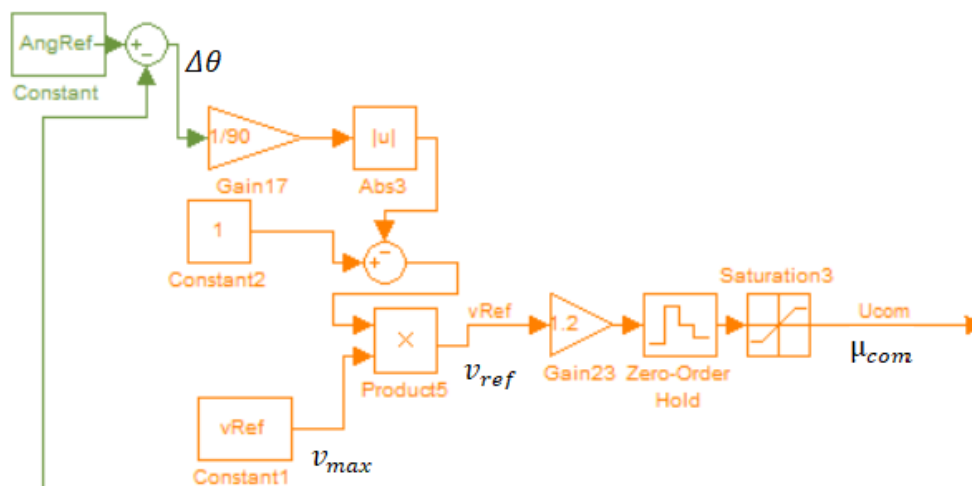 AngRef
+
−
Constant
Δθ
1/90
Gain17
|u|
Abs3
1
Constant2
−
+
×
Product5
vRef
Constant1
v_max
vRef
v_ref
1.2
Gain23
Zero-Order
Hold
Saturation3
Ucom
μ_com